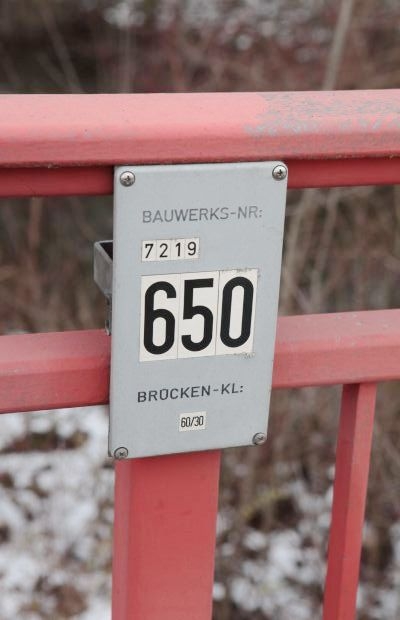 BAUWERKS-NR:
7219
650
BRÜCKEN-KL:
60/30